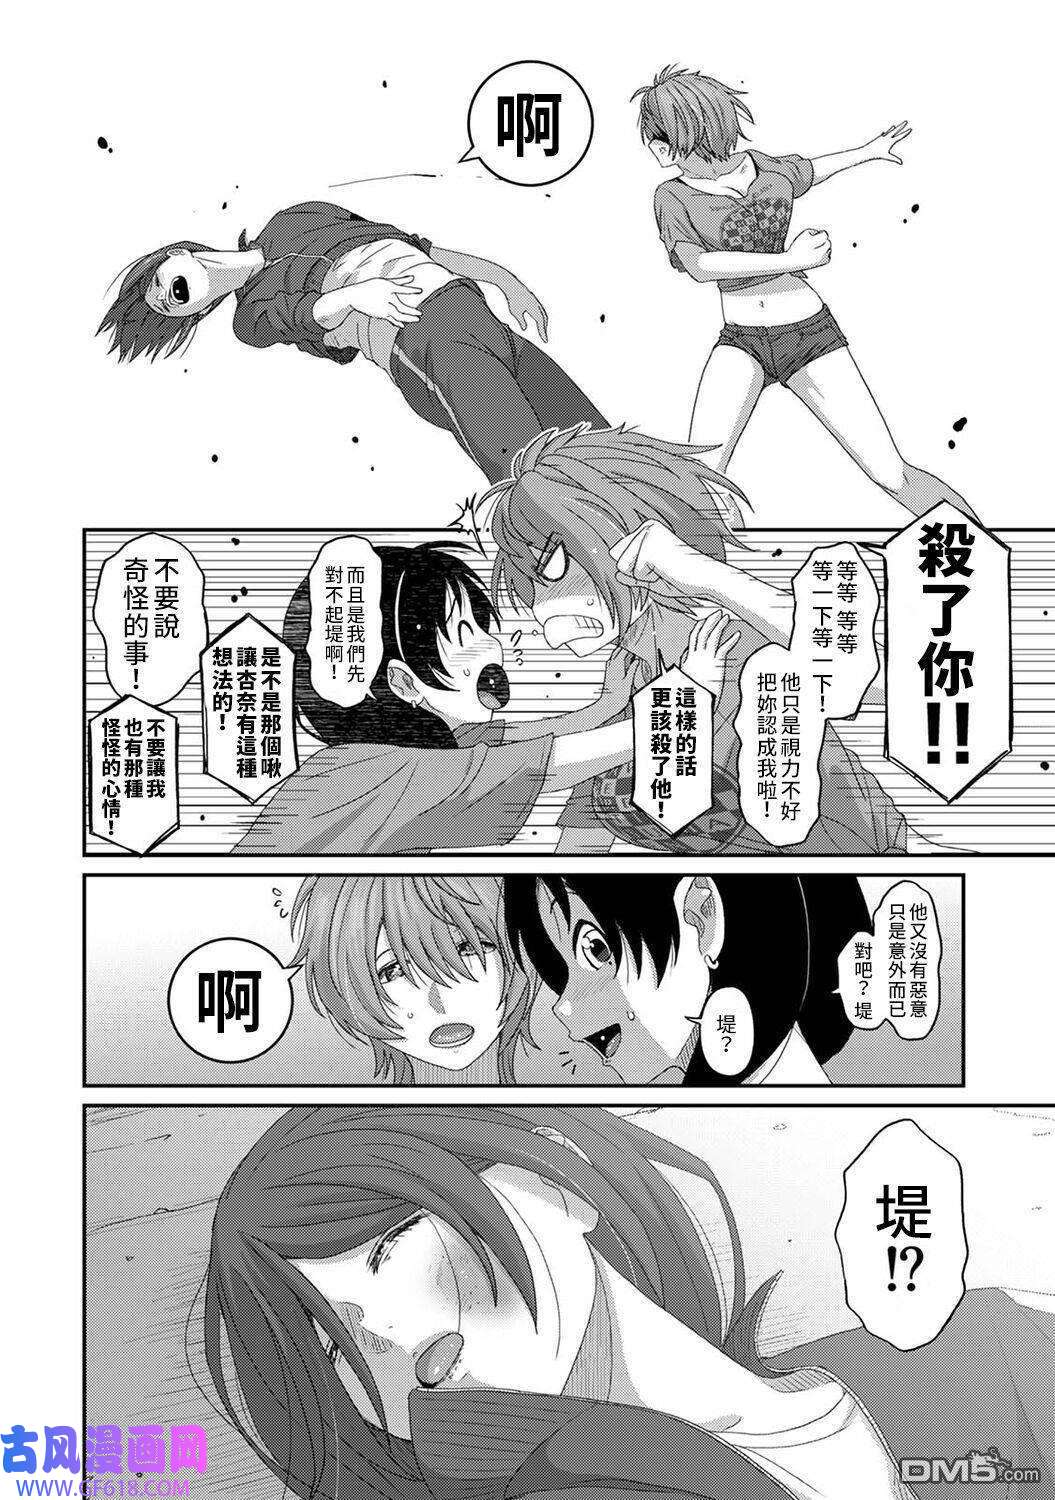 啊
殺了你!!
等等 等等
等一下等一下!
他只是視力不好
把妳認成我啦!
這樣的話
更該殺了他!
而且是我們先
對不起堤啊!
是不是那個啾
讓杏奈有這種
想法的!
不要說
奇怪的事!
不要讓我
也有那種
怪怪的心情!
他又沒有惡意
只是意外而已
對吧?堤
堤?
啊
堤!?
古风漫画网
WWW.GF618.COM
DM5.com